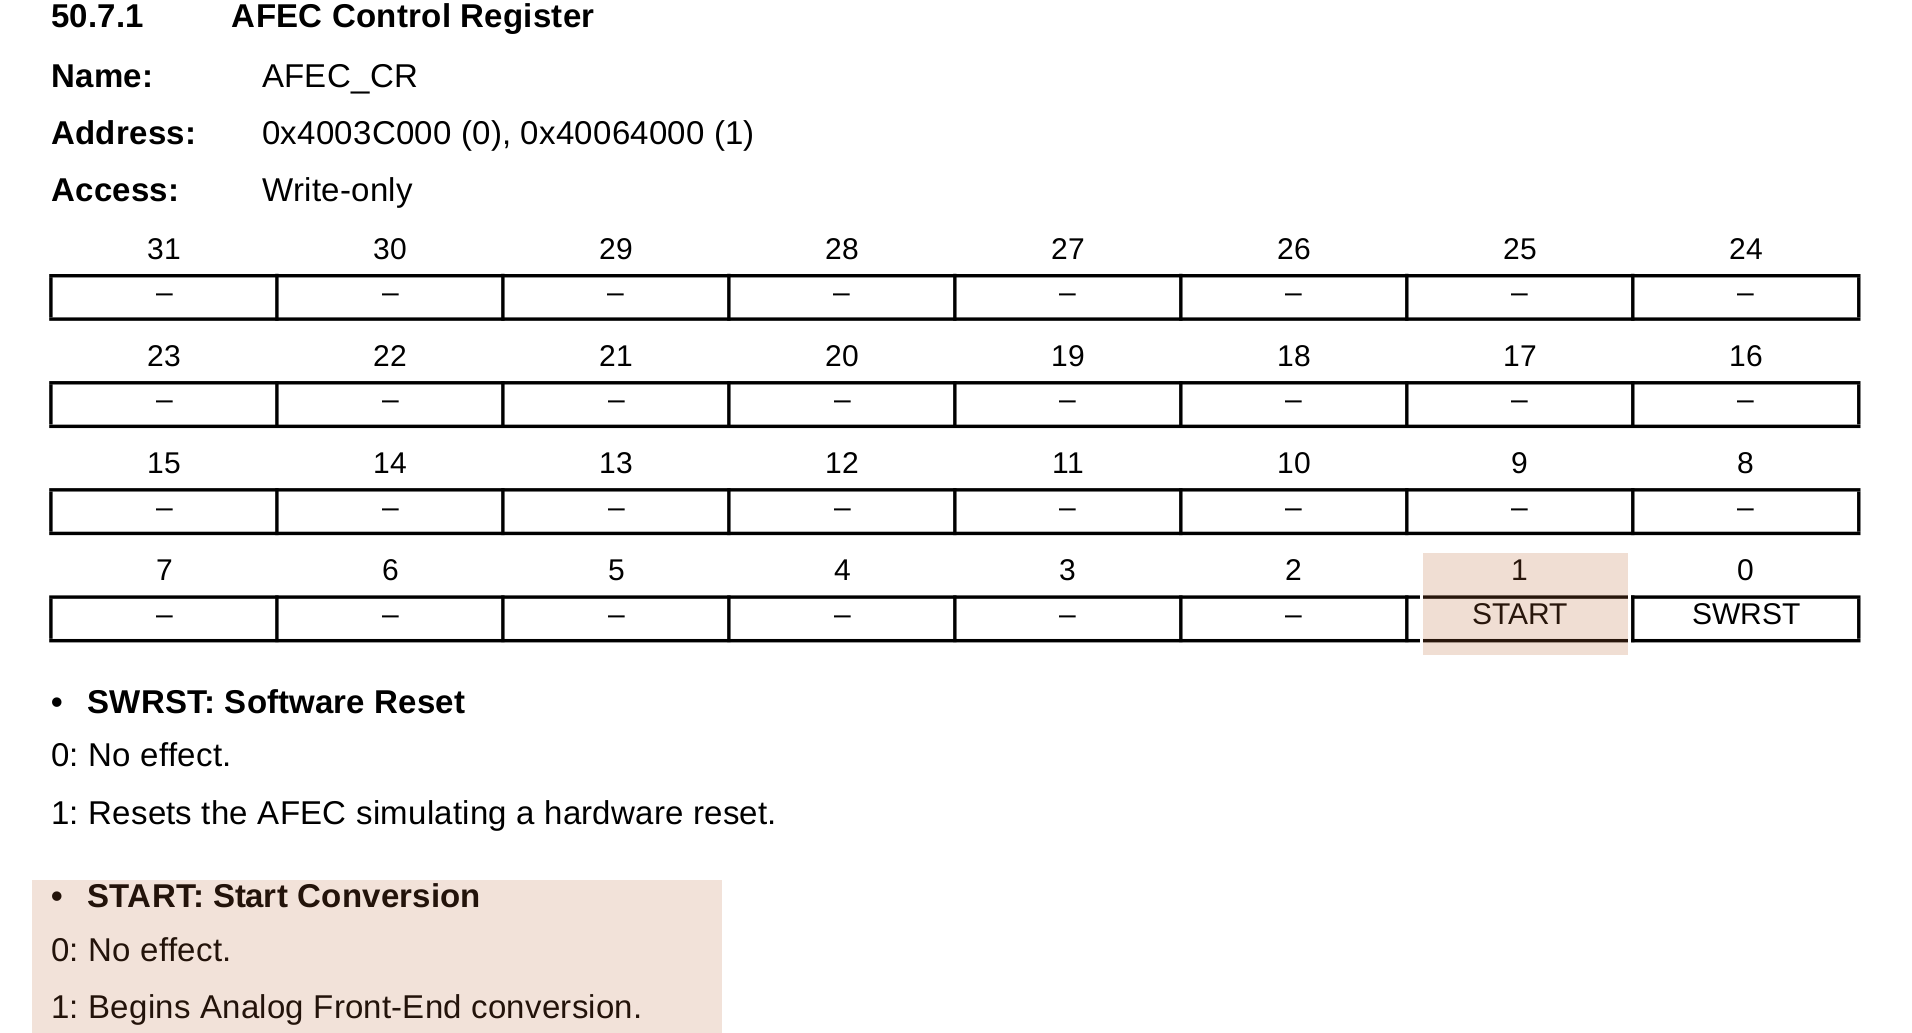 50.7.1 AFEC Control Register
Name: AFEC_CR
Address: 0x4003C000 (0), 0x40064000 (1)
Access: Write-only
31 30 29 28 27 26 25 24
– – – – – – – –
23 22 21 20 19 18 17 16
– – – – – – – –
15 14 13 12 11 10 9 8
– – – – – – – –
7 6 5 4 3 2 1 0
– – – – – – START SWRST
• SWRST: Software Reset
0: No effect.
1: Resets the AFEC simulating a hardware reset.
• START: Start Conversion
0: No effect.
1: Begins Analog Front-End conversion.